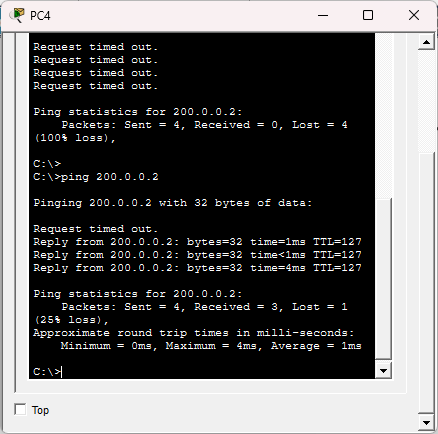 PC4
Request timed out.
Request timed out.
Request timed out.
Request timed out.
Ping statistics for 200.0.0.2:
    Packets: Sent = 4, Received = 0, Lost = 4
(100% loss),
C:\>
C:\>ping 200.0.0.2
Pinging 200.0.0.2 with 32 bytes of data:
Request timed out.
Reply from 200.0.0.2: bytes=32 time=1ms TTL=127
Reply from 200.0.0.2: bytes=32 time<1ms TTL=127
Reply from 200.0.0.2: bytes=32 time=4ms TTL=127
Ping statistics for 200.0.0.2:
    Packets: Sent = 4, Received = 3, Lost = 1
(25% loss),
Approximate round trip times in milli-seconds:
    Minimum = 0ms, Maximum = 4ms, Average = 1ms
C:\>
Top